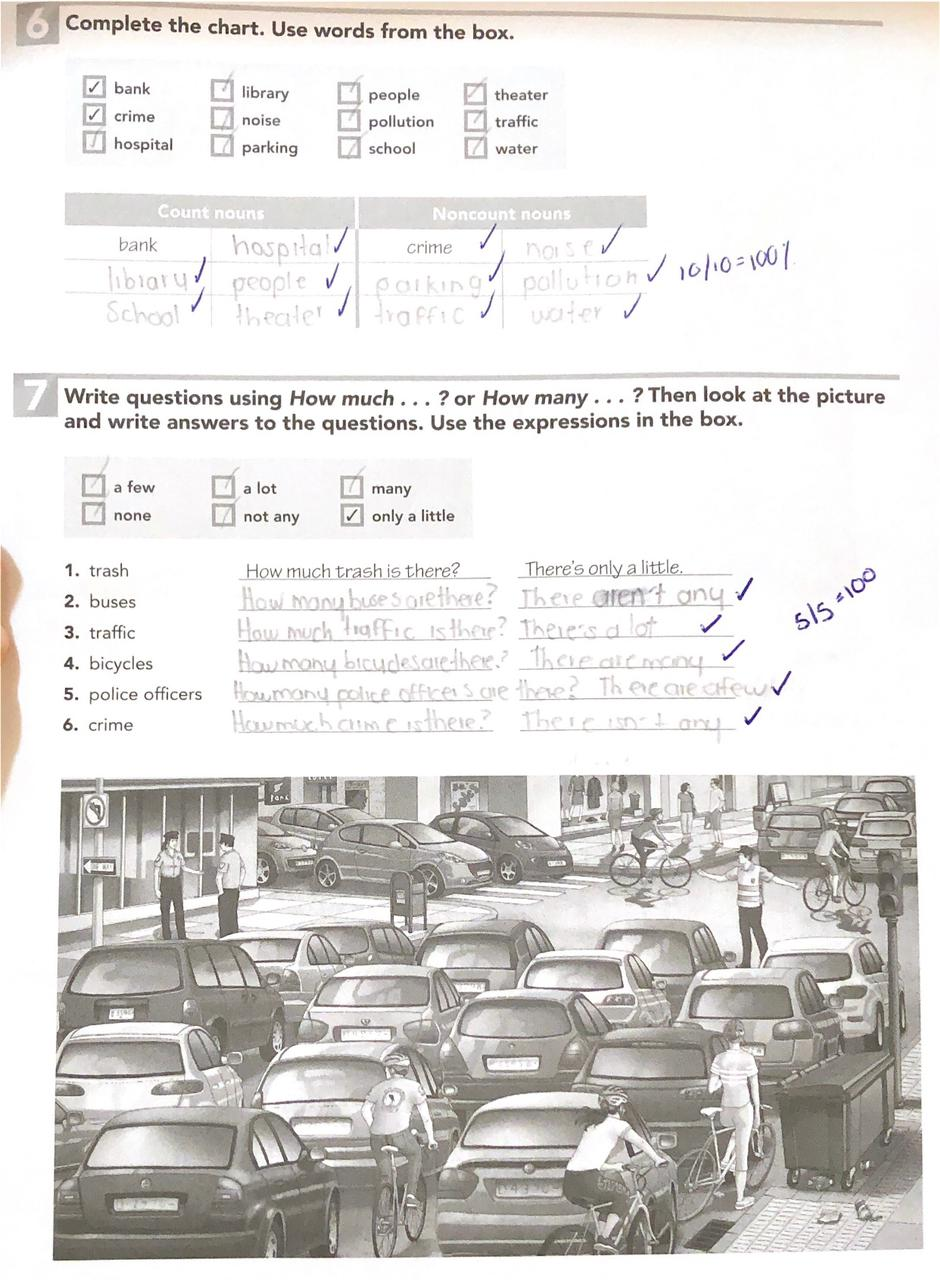 6 Complete the chart. Use words from the box.
✓ bank ✓ library ✓ people ✓ theater
✓ crime ✓ noise ✓ pollution ✓ traffic
✓ hospital ✓ parking ✓ school ✓ water
Count nouns Noncount nouns
bank hospital ✓ crime ✓ noise ✓
library ✓ people ✓ parking ✓ pollution ✓ 10/10=100%
School ✓ theater ✓ traffic ✓ water ✓
7 Write questions using How much . . . ? or How many . . . ? Then look at the picture
and write answers to the questions. Use the expressions in the box.
✓ a few ✓ a lot ✓ many
✓ none ✓ not any ✓ only a little
1. trash How much trash is there? There's only a little.
2. buses How many buses are there? There aren't any ✓
3. traffic How much traffic is there? There's a lot ✓ 5/5=100
4. bicycles How many bicycles are there? There are many ✓
5. police officers How many police officers are there? There are a few ✓
6. crime How much crime is there? There isn't any ✓